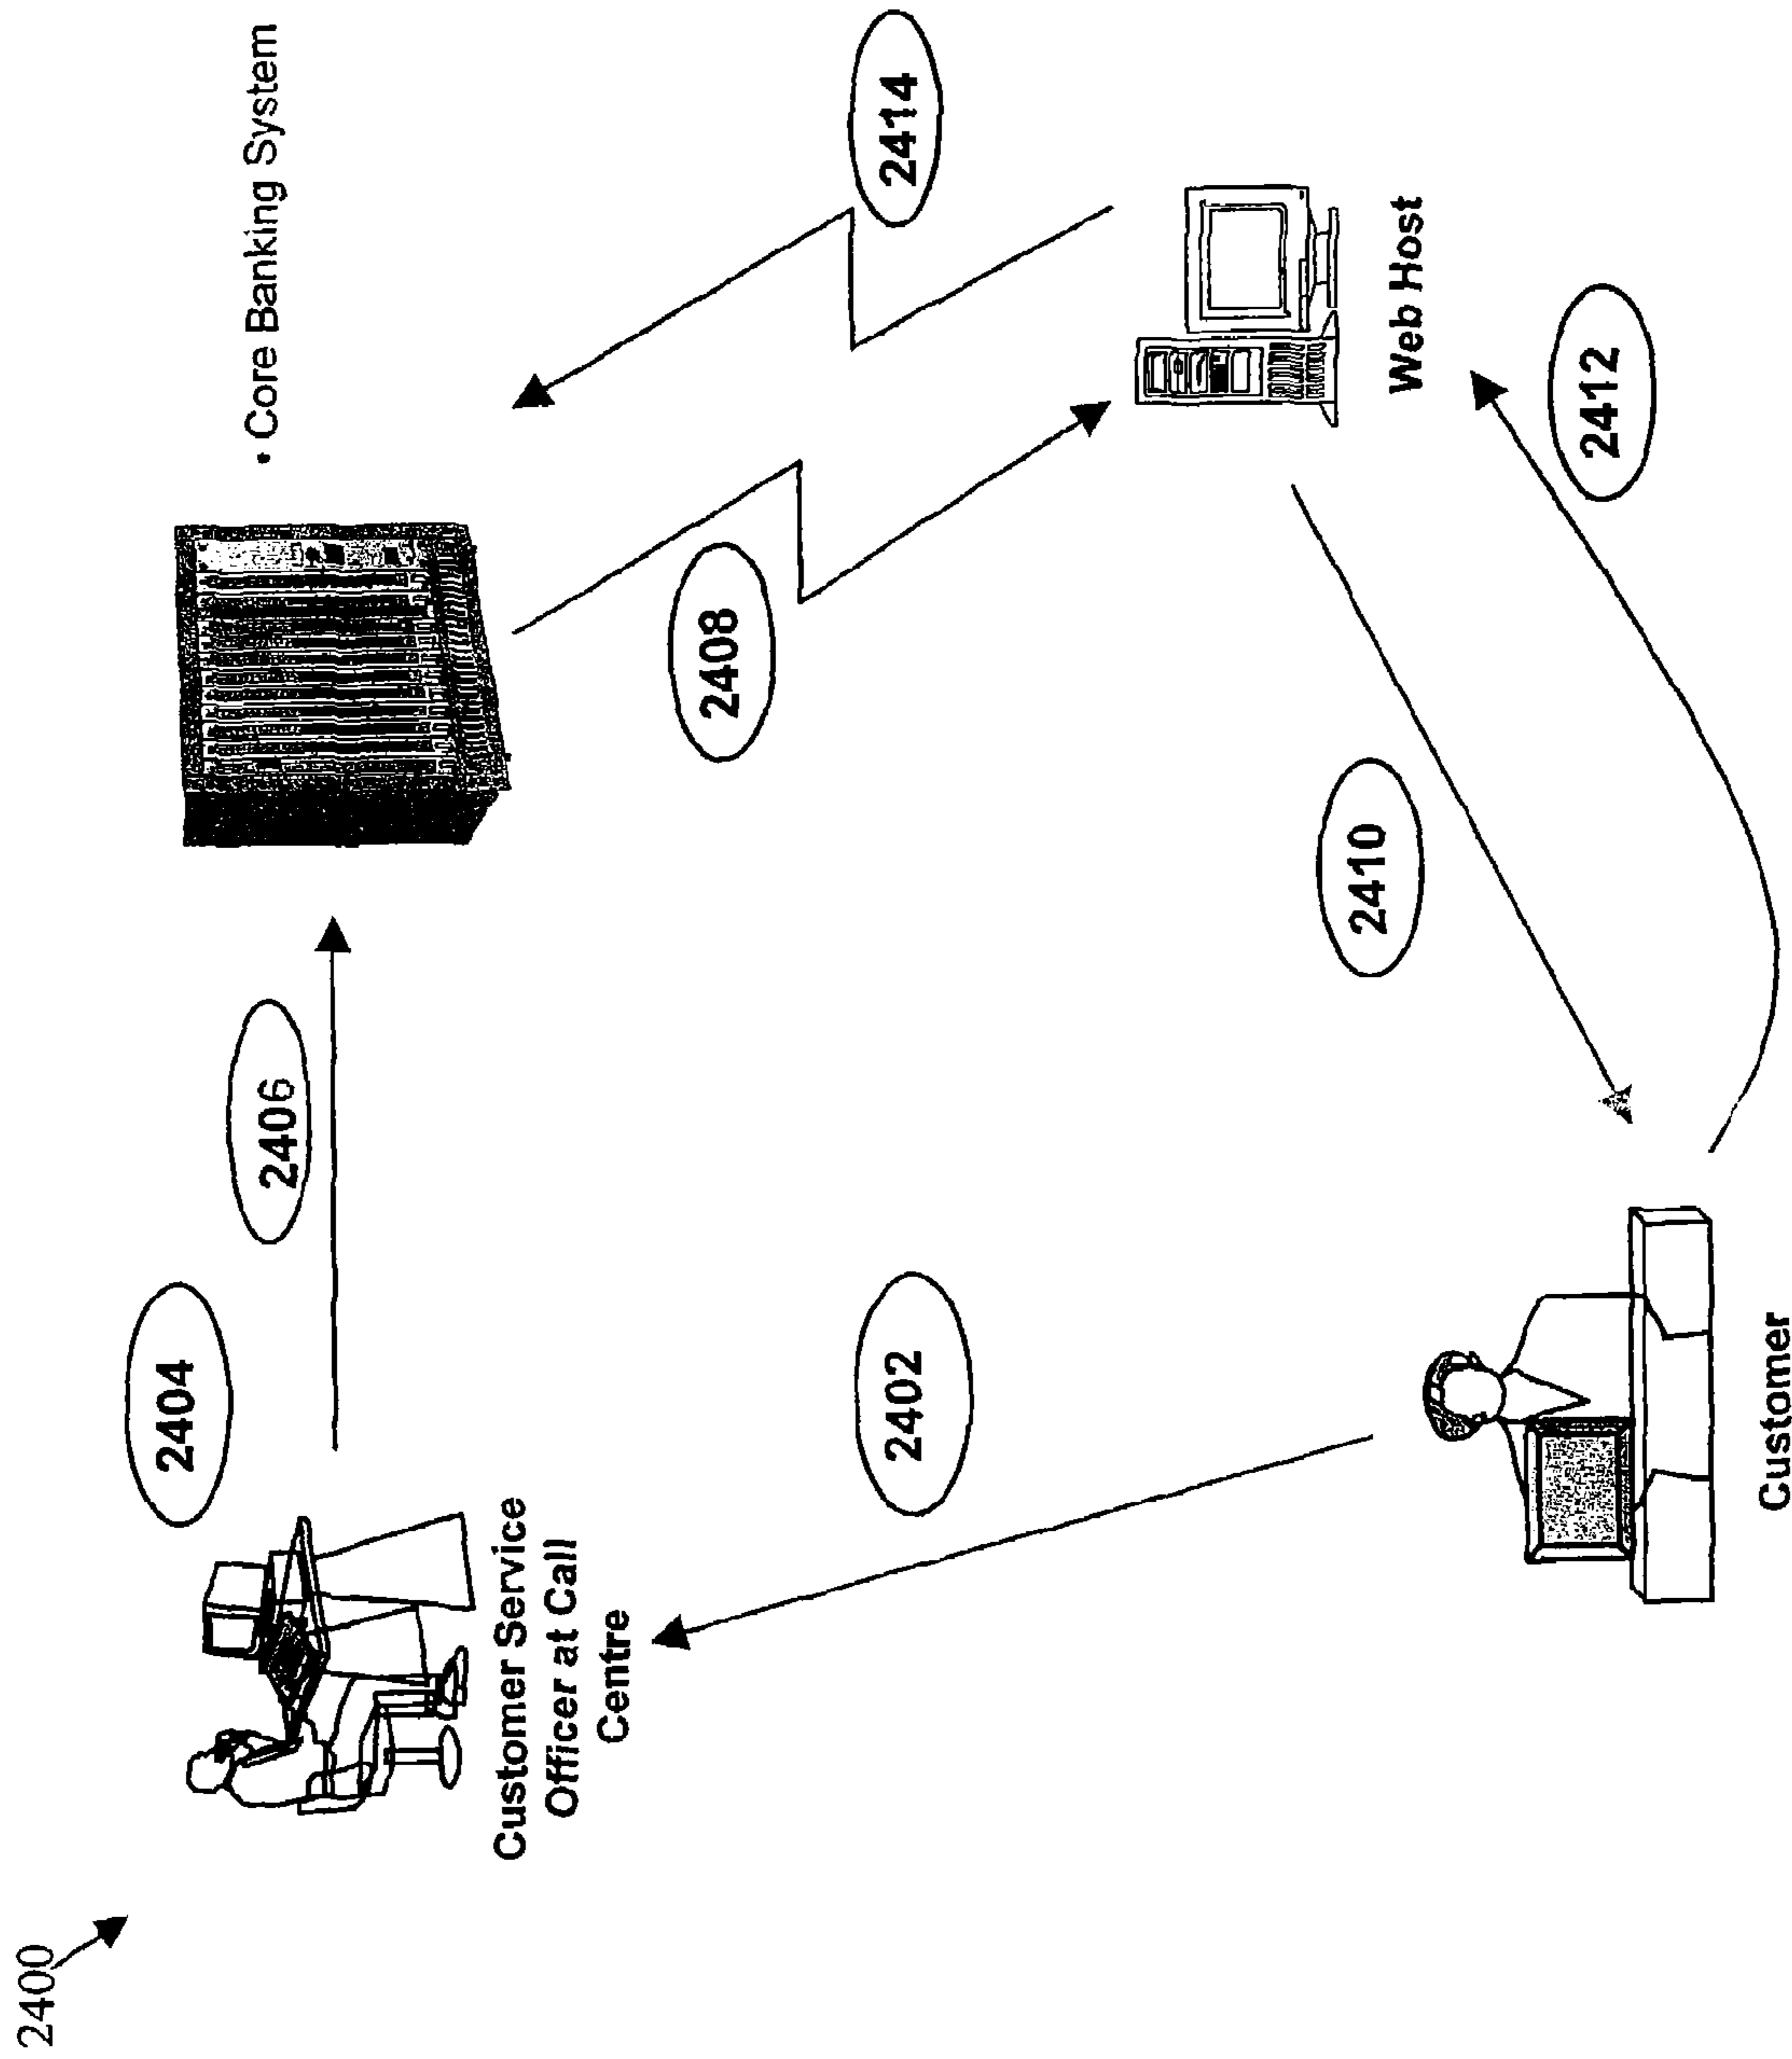 2400
2404
2406
• Core Banking System
Customer Service
Officer at Call
Centre
2402
2408
2414
Web Host
2410
2412
Customer